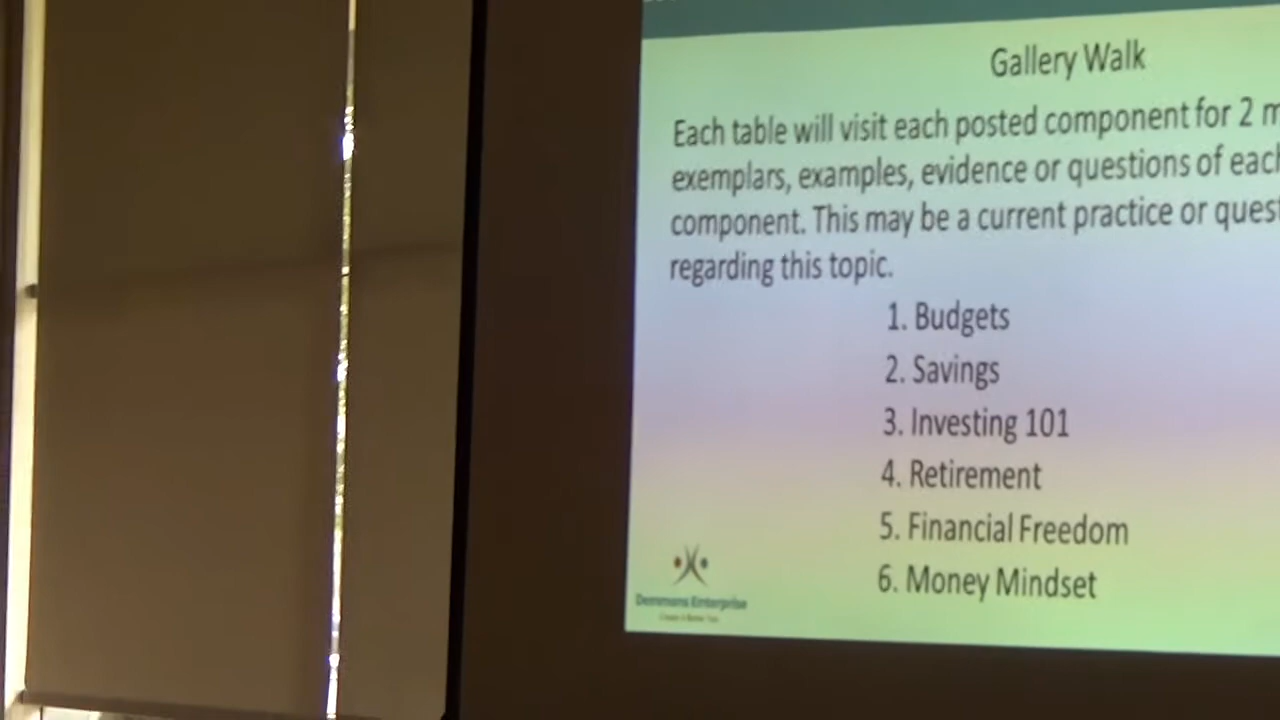 Gallery Walk
Each table will visit each posted component for 2
exemplars, examples, evidence or questions of
component. This may be a current practice or
regarding this topic.
1. Budgets
2. Savings
3. Investing 101
4. Retirement
5. Financial Freedom
6. Money Mindset
Demmons Enterprise